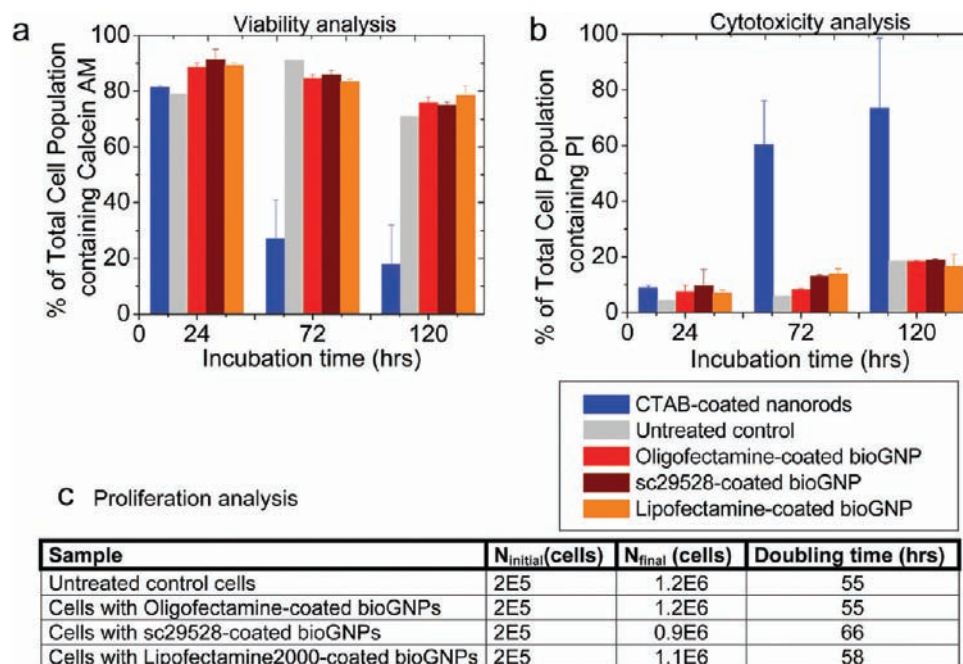 a
Viability analysis
% of Total Cell Population
containing Calcein AM
100
80
60
40
20
0
0
24
72
120
Incubation time (hrs)
b
Cytotoxicity analysis
% of Total Cell Population
containing PI
100
80
60
40
20
0
0
24
72
120
Incubation time (hrs)
CTAB-coated nanorods
Untreated control
Oligofectamine-coated bioGNP
sc29528-coated bioGNP
Lipofectamine-coated bioGNP
c Proliferation analysis
Sample Ninitial(cells) Nfinal (cells) Doubling time (hrs)
Untreated control cells 2E5 1.2E6 55
Cells with Oligofectamine-coated bioGNPs 2E5 1.2E6 55
Cells with sc29528-coated bioGNPs 2E5 0.9E6 66
Cells with Lipofectamine2000-coated bioGNPs 2E5 1.1E6 58